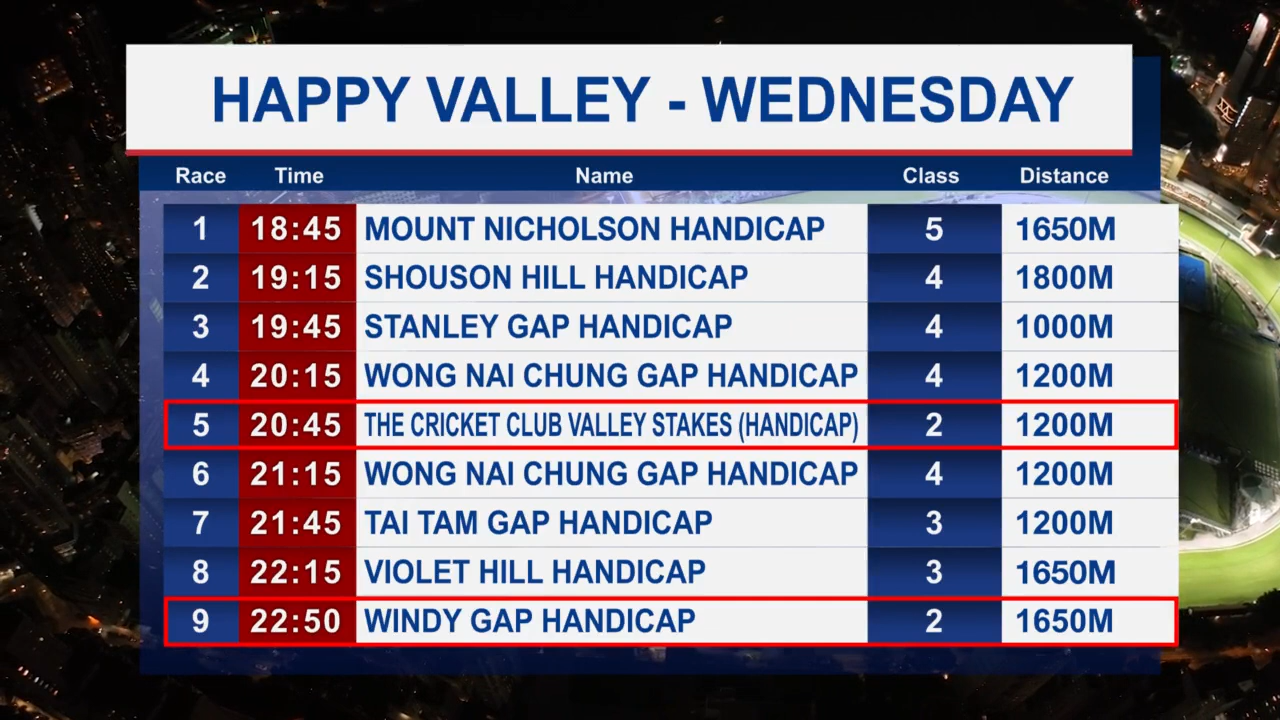 HAPPY VALLEY - WEDNESDAY
Race Time Name Class Distance
1 18:45 MOUNT NICHOLSON HANDICAP 5 1650M
2 19:15 SHOUSON HILL HANDICAP 4 1800M
3 19:45 STANLEY GAP HANDICAP 4 1000M
4 20:15 WONG NAI CHUNG GAP HANDICAP 4 1200M
5 20:45 THE CRICKET CLUB VALLEY STAKES (HANDICAP) 2 1200M
6 21:15 WONG NAI CHUNG GAP HANDICAP 4 1200M
7 21:45 TAI TAM GAP HANDICAP 3 1200M
8 22:15 VIOLET HILL HANDICAP 3 1650M
9 22:50 WINDY GAP HANDICAP 2 1650M